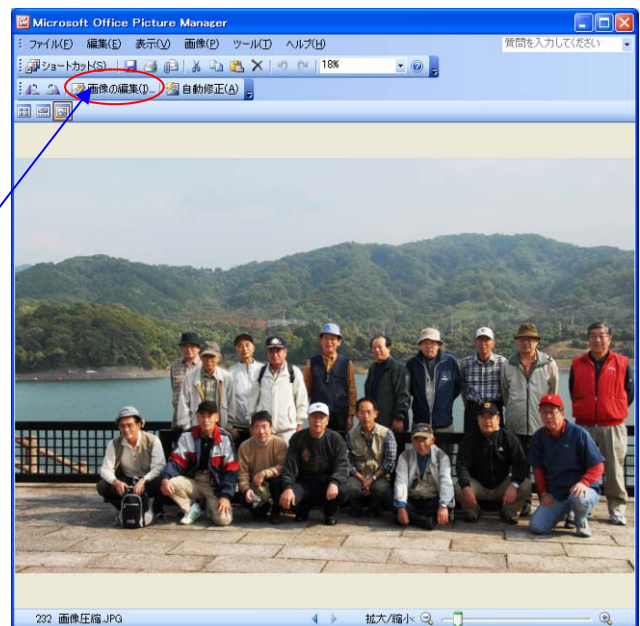 Microsoft Office Picture Manager
ファイル(F) 編集(E) 表示(V) 画像(P) ツール(T) ヘルプ(H) 質問を入力してください
ショートカット(S)... 18%
画像の編集(I)... 自動修正(A)
232 画像圧縮.JPG 拡大/縮小: